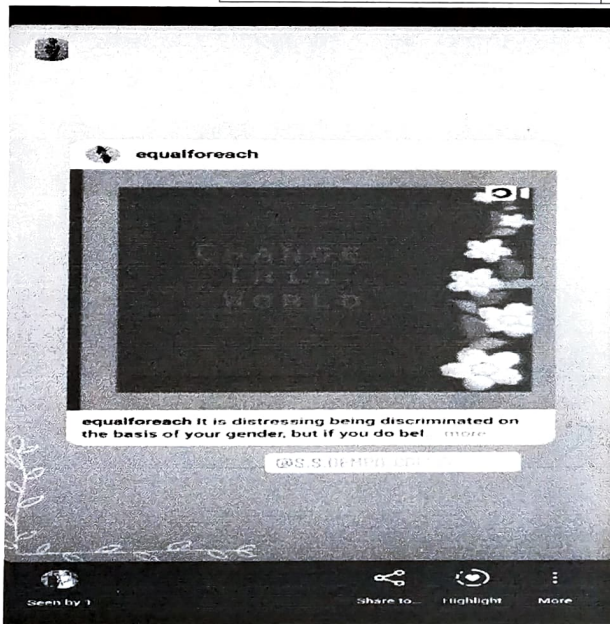 equalforeach
CHANGE
THIS
WORLD
equalforeach It is distressing being discriminated on
the basis of your gender, but if you do bel more
Seen by 1
Share to...
Highlight
More